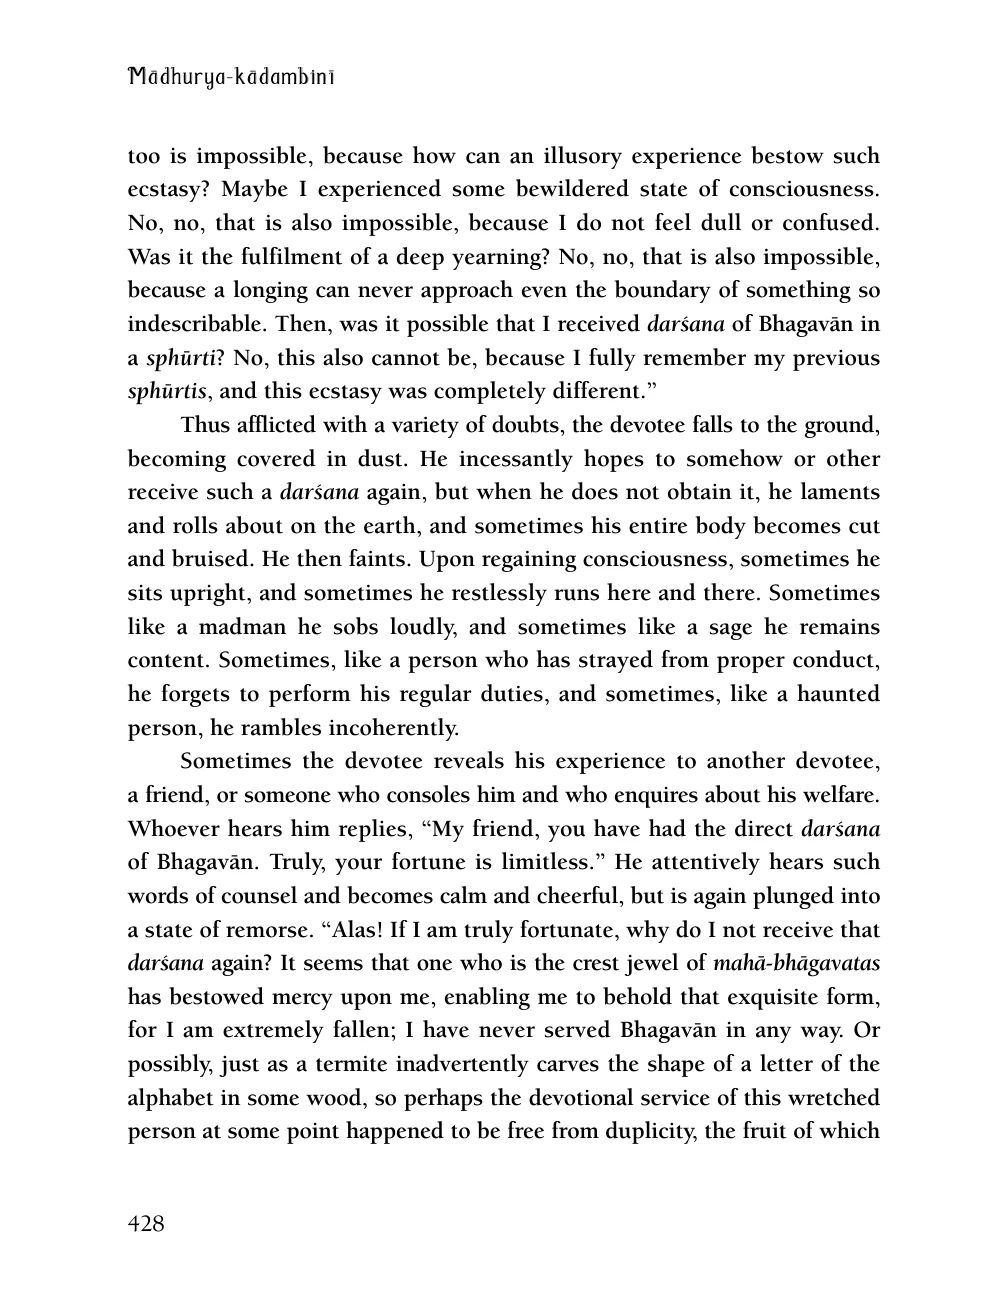 Mādhurya-kādambinī
too is impossible, because how can an illusory experience bestow such
ecstasy? Maybe I experienced some bewildered state of consciousness.
No, no, that is also impossible, because I do not feel dull or confused.
Was it the fulfilment of a deep yearning? No, no, that is also impossible,
because a longing can never approach even the boundary of something so
indescribable. Then, was it possible that I received darśana of Bhagavān in
a sphūrti? No, this also cannot be, because I fully remember my previous
sphūrtis, and this ecstasy was completely different.”
Thus afflicted with a variety of doubts, the devotee falls to the ground,
becoming covered in dust. He incessantly hopes to somehow or other
receive such a darśana again, but when he does not obtain it, he laments
and rolls about on the earth, and sometimes his entire body becomes cut
and bruised. He then faints. Upon regaining consciousness, sometimes he
sits upright, and sometimes he restlessly runs here and there. Sometimes
like a madman he sobs loudly, and sometimes like a sage he remains
content. Sometimes, like a person who has strayed from proper conduct,
he forgets to perform his regular duties, and sometimes, like a haunted
person, he rambles incoherently.
Sometimes the devotee reveals his experience to another devotee,
a friend, or someone who consoles him and who enquires about his welfare.
Whoever hears him replies, “My friend, you have had the direct darśana
of Bhagavān. Truly, your fortune is limitless.” He attentively hears such
words of counsel and becomes calm and cheerful, but is again plunged into
a state of remorse. “Alas! If I am truly fortunate, why do I not receive that
darśana again? It seems that one who is the crest jewel of mahā-bhāgavatas
has bestowed mercy upon me, enabling me to behold that exquisite form,
for I am extremely fallen; I have never served Bhagavān in any way. Or
possibly, just as a termite inadvertently carves the shape of a letter of the
alphabet in some wood, so perhaps the devotional service of this wretched
person at some point happened to be free from duplicity, the fruit of which
428